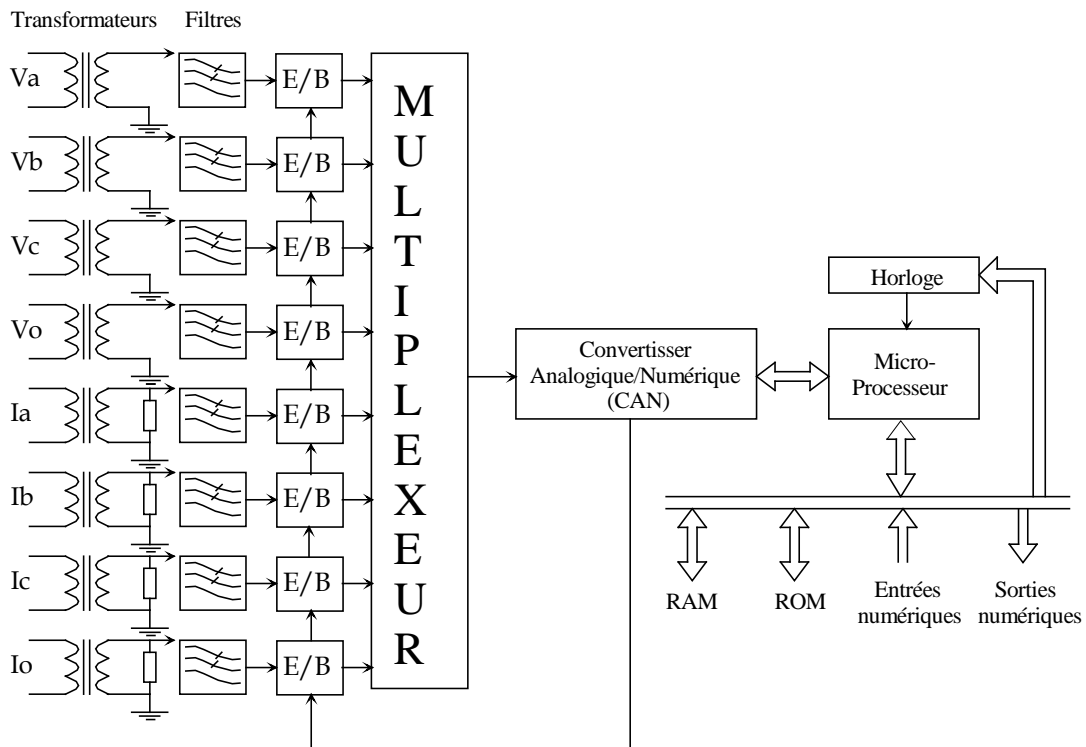 Transformateurs Filtres
Va
E/B
Vb
E/B
Vc
E/B
Vo
E/B
Ia
E/B
Ib
E/B
Ic
E/B
Io
E/B
MULTIPLEXEUR
Convertisser
Analogique/Numérique
(CAN)
Horloge
Micro-
Processeur
RAM
ROM
Entrées
numériques
Sorties
numériques